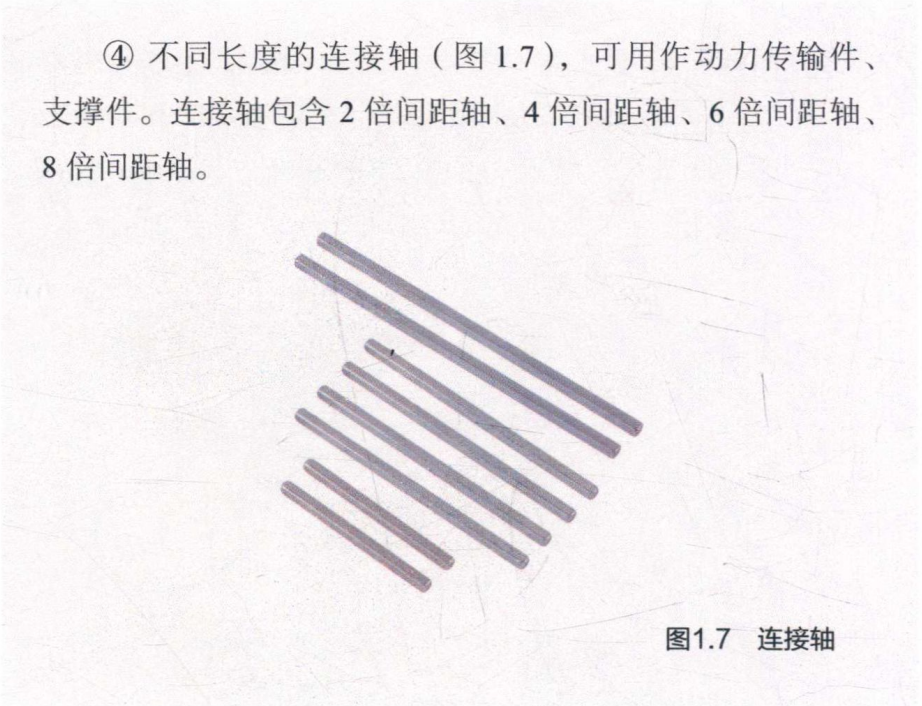 ④ 不同长度的连接轴（图 1.7），可用作动力传输件、
支撑件。连接轴包含 2 倍间距轴、4 倍间距轴、6 倍间距轴、
8 倍间距轴。
图1.7 连接轴